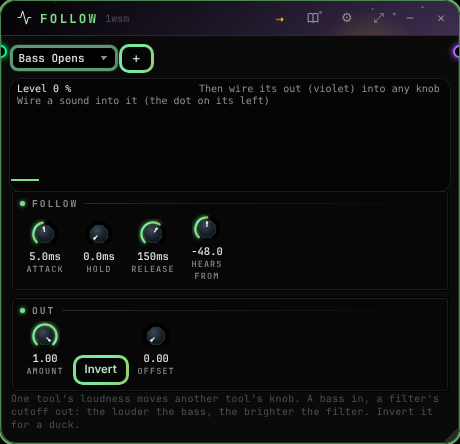 FOLLOW 1wsm
Bass Opens +
Level 0 % Then wire its out (violet) into any knob
Wire a sound into it (the dot on its left)
FOLLOW
5.0ms 0.0ms 150ms -48.0
ATTACK HOLD RELEASE HEARS FROM
OUT
1.00 Invert 0.00
AMOUNT OFFSET
One tool's loudness moves another tool's knob. A bass in, a filter's
cutoff out: the louder the bass, the brighter the filter. Invert it
for a duck.